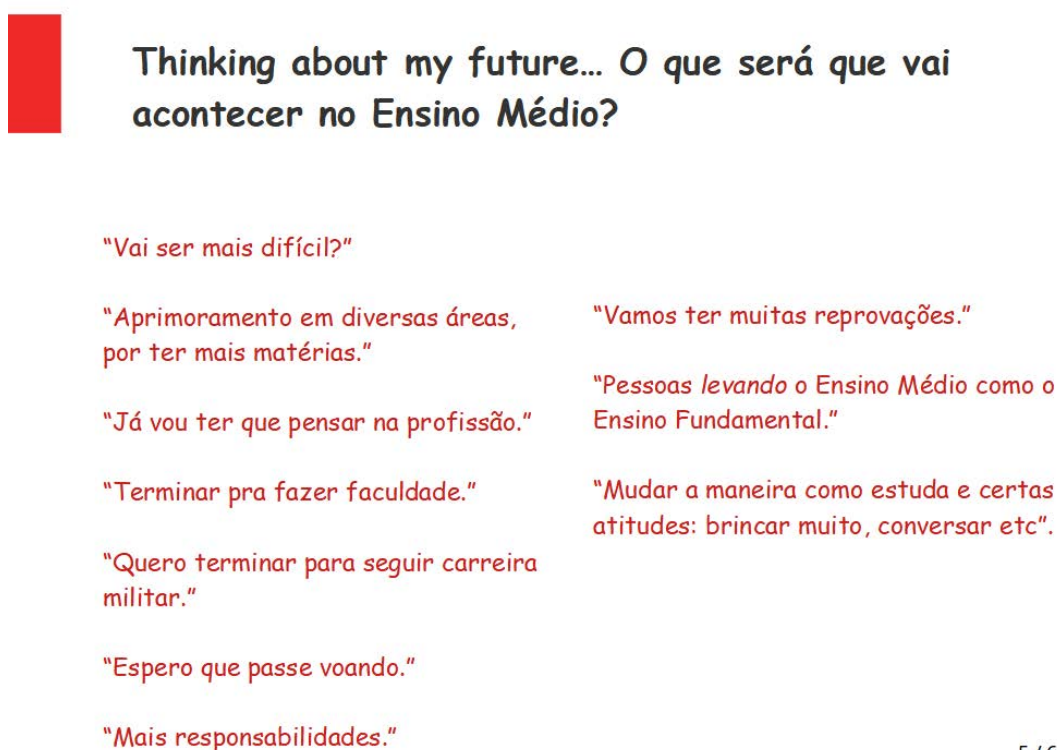 Thinking about my future... O que será que vai
acontecer no Ensino Médio?
“Vai ser mais difícil?”
“Aprimoramento em diversas áreas,
por ter mais matérias.”
“Já vou ter que pensar na profissão.”
“Terminar pra fazer faculdade.”
“Quero terminar para seguir carreira
militar.”
“Espero que passe voando.”
“Mais responsabilidades.”
“Vamos ter muitas reprovações.”
“Pessoas levando o Ensino Médio como o
Ensino Fundamental.”
“Mudar a maneira como estuda e certas
atitudes: brincar muito, conversar etc”.